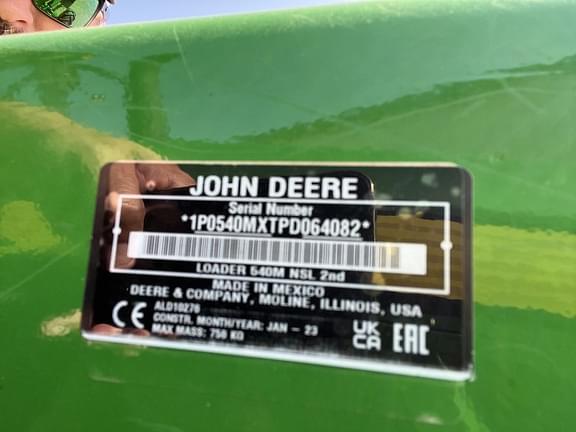 JOHN DEERE
Serial Number
*1P0540MXTPD064082*
LOADER 540M NSL 2nd
MADE IN MEXICO
DEERE & COMPANY, MOLINE, ILLINOIS, USA
CE ALD10276
CONSTR. MONTH/YEAR: JAN - 23
MAX MASS: 756 KG
UK
CA
EAC